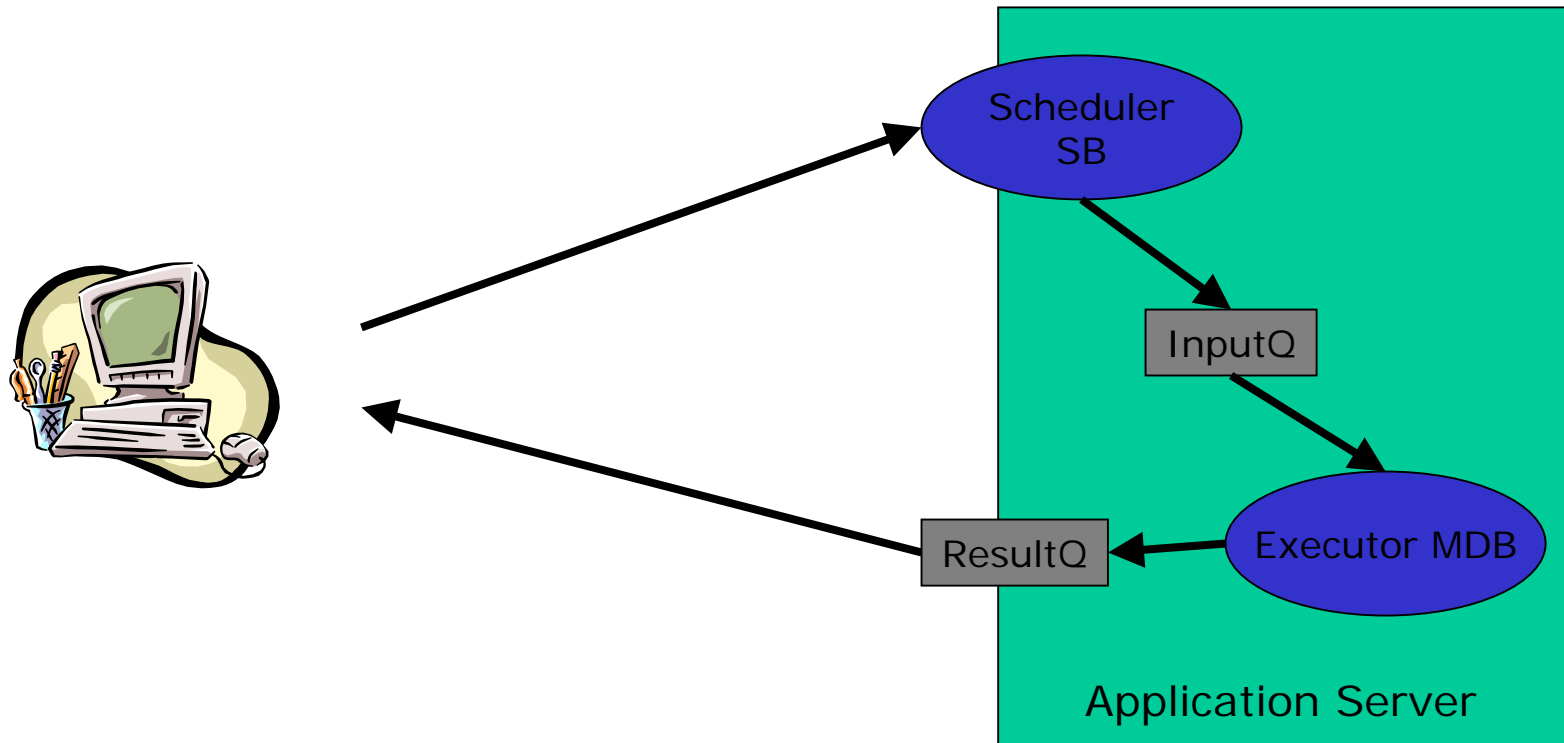 Scheduler
SB
InputQ
ResultQ
Executor MDB
Application Server